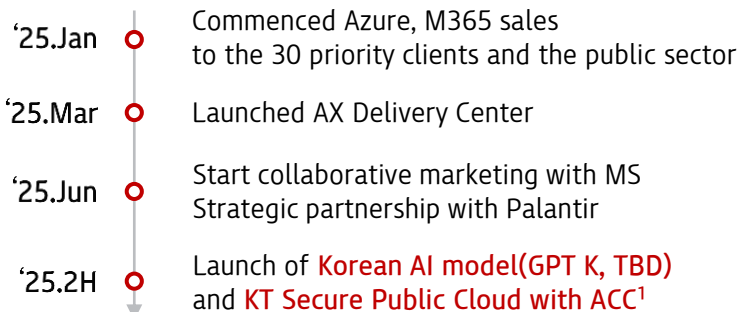 ‘25.Jan
Commenced Azure, M365 sales
to the 30 priority clients and the public sector
‘25.Mar
Launched AX Delivery Center
‘25.Jun
Start collaborative marketing with MS
Strategic partnership with Palantir
‘25.2H
Launch of Korean AI model(GPT K, TBD)
and KT Secure Public Cloud with ACC¹